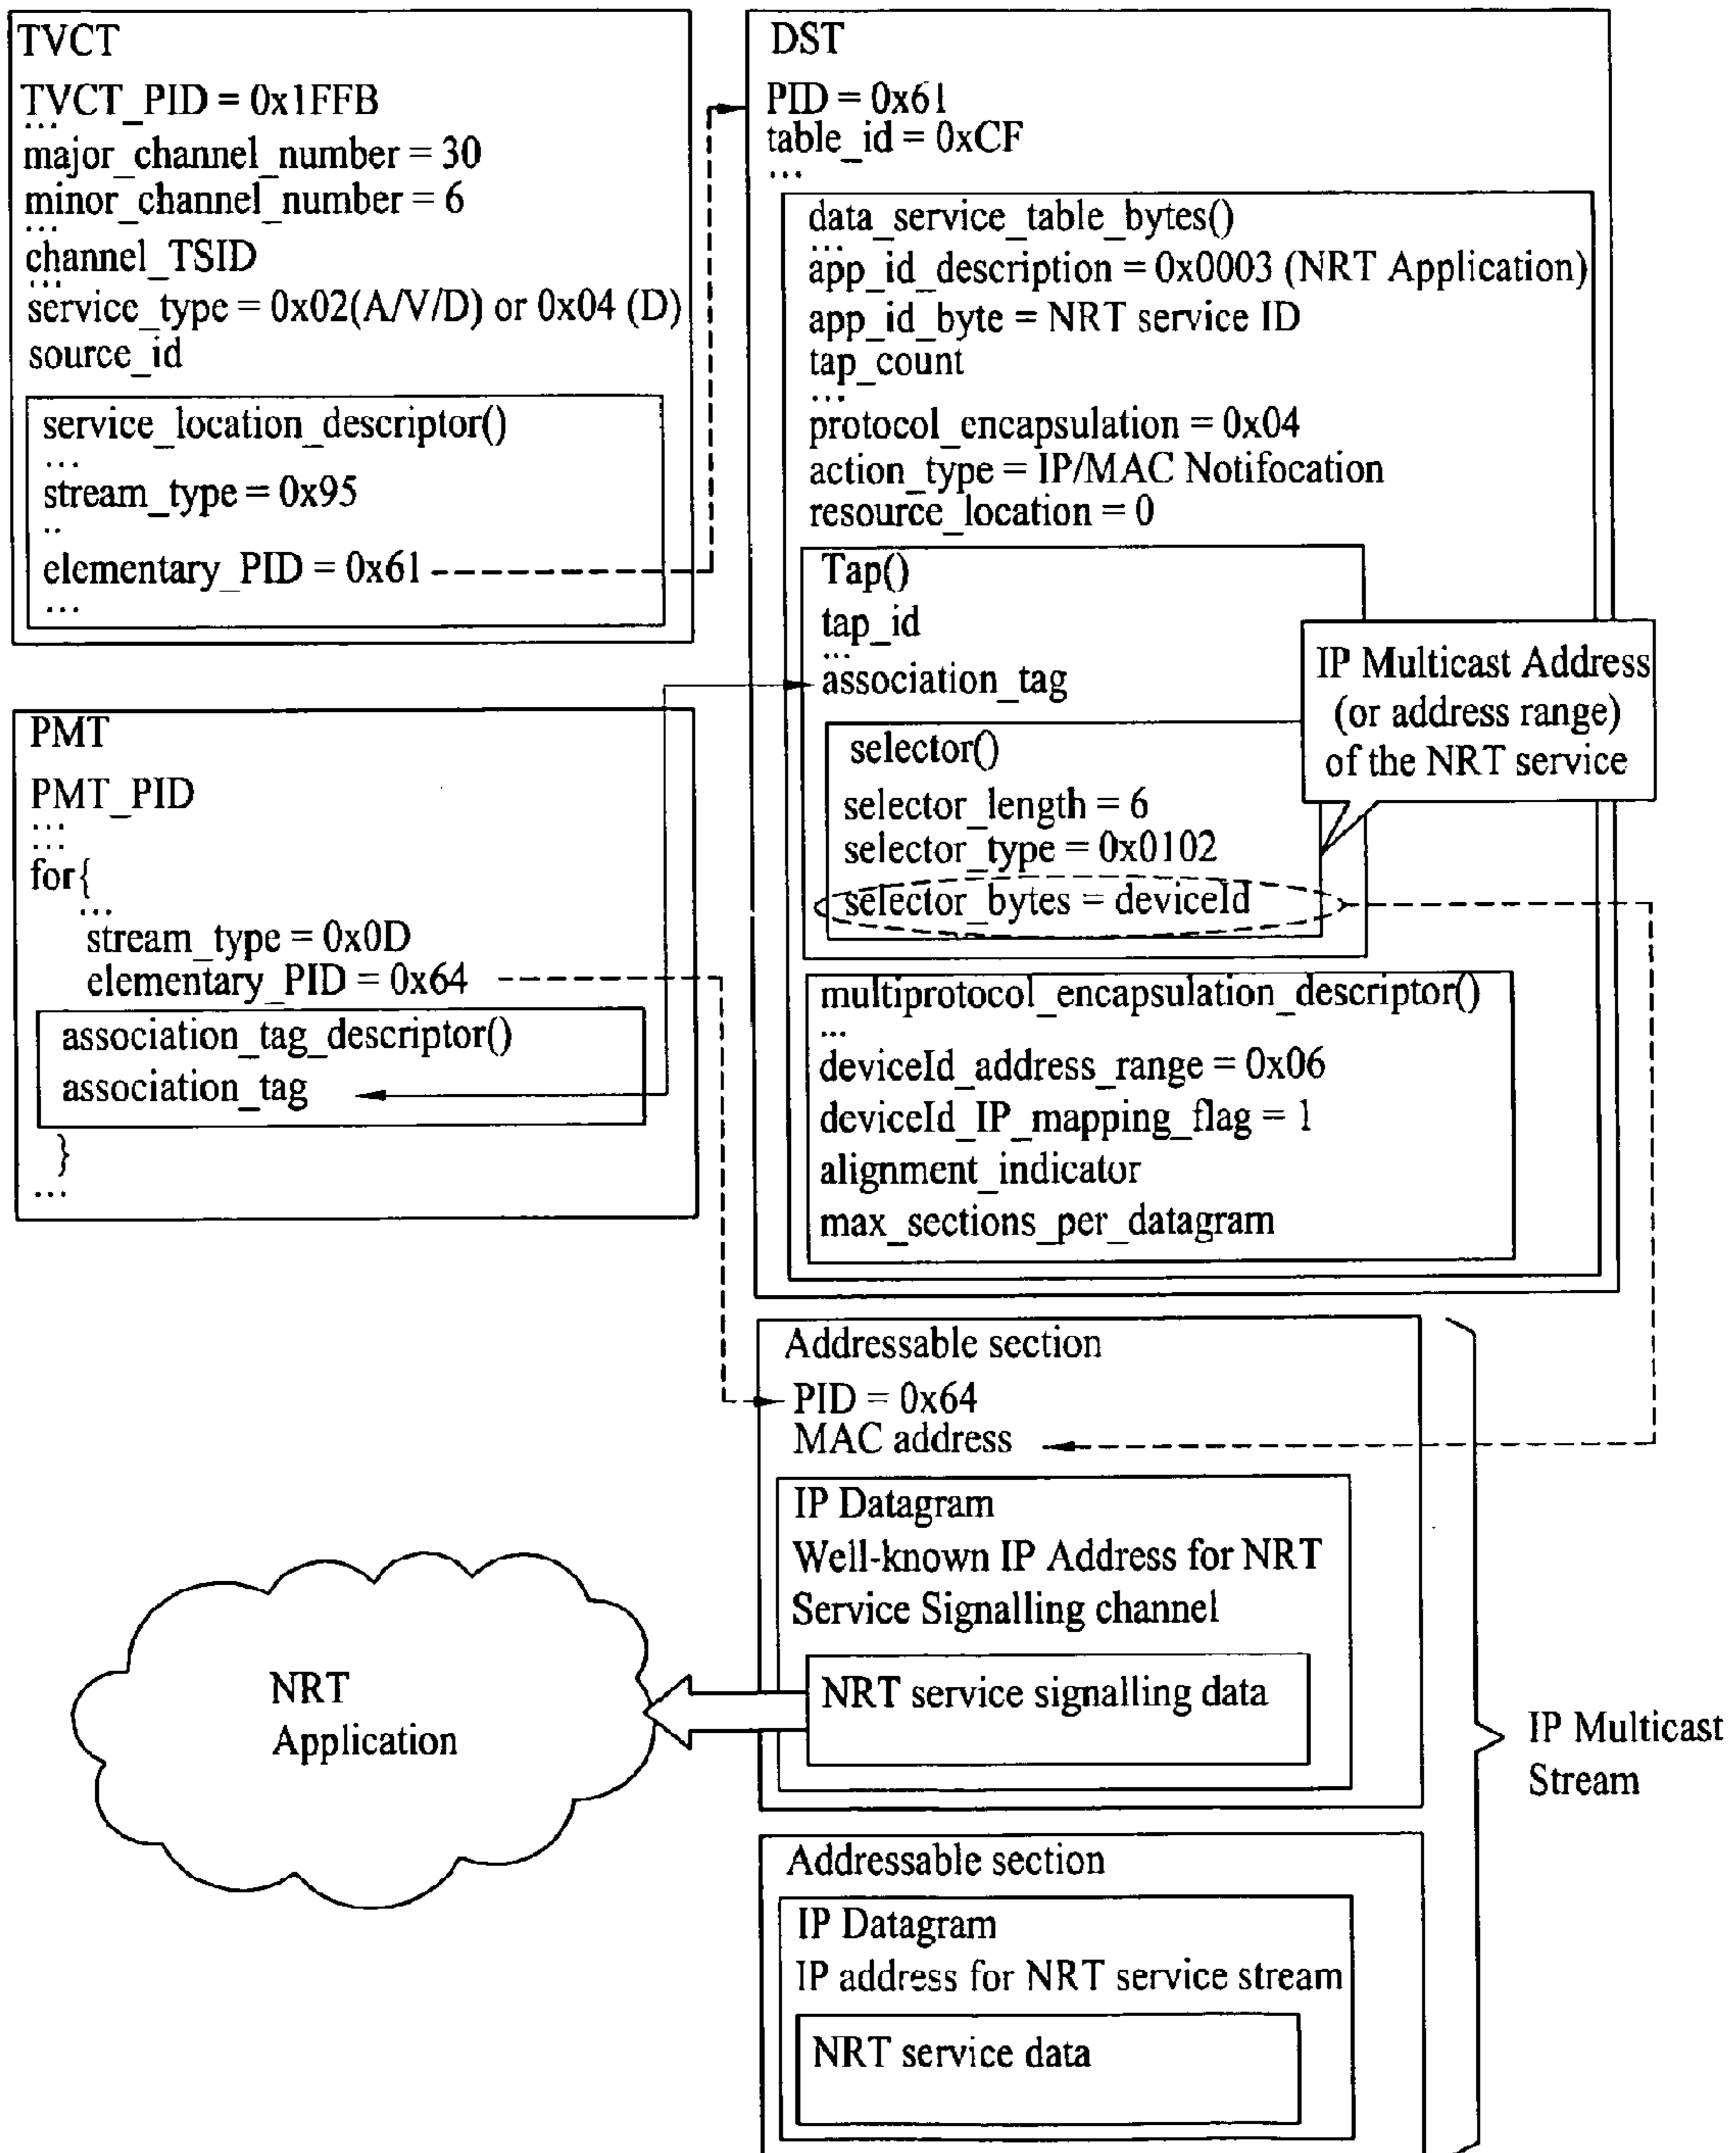 TVCT
TVCT_PID = 0x1FFB
...
major_channel_number = 30
minor_channel_number = 6
...
channel_TSID
...
service_type = 0x02(A/V/D) or 0x04 (D)
source_id
service_location_descriptor()
...
stream_type = 0x95
..
elementary_PID = 0x61
...
PMT
PMT_PID
...
...
for{
...
stream_type = 0x0D
elementary_PID = 0x64
association_tag_descriptor()
association_tag
}
...
DST
PID = 0x61
table_id = 0xCF
...
data_service_table_bytes()
...
app_id_description = 0x0003 (NRT Application)
app_id_byte = NRT service ID
tap_count
...
protocol_encapsulation = 0x04
action_type = IP/MAC Notifocation
resource_location = 0
Tap()
tap_id
...
association_tag
selector()
selector_length = 6
selector_type = 0x0102
selector_bytes = deviceId
IP Multicast Address
(or address range)
of the NRT service
multiprotocol_encapsulation_descriptor()
...
deviceId_address_range = 0x06
deviceId_IP_mapping_flag = 1
alignment_indicator
max_sections_per_datagram
Addressable section
PID = 0x64
MAC address
IP Datagram
Well-known IP Address for NRT
Service Signalling channel
NRT service signalling data
NRT
Application
IP Multicast
Stream
Addressable section
IP Datagram
IP address for NRT service stream
NRT service data